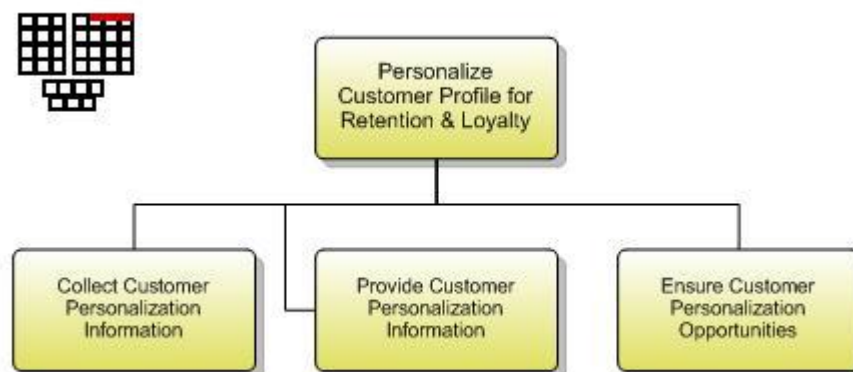 Personalize
Customer Profile for
Retention & Loyalty
Collect Customer
Personalization
Information
Provide Customer
Personalization
Information
Ensure Customer
Personalization
Opportunities